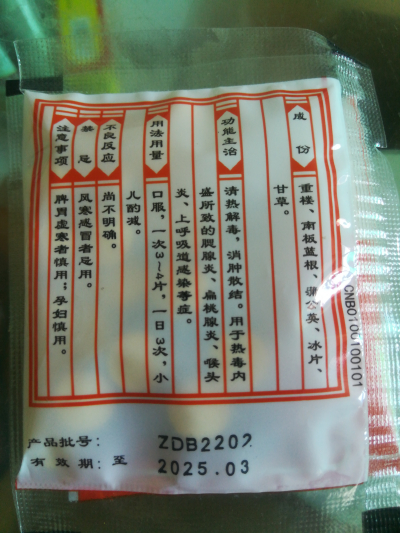 成份
重楼、南板蓝根、蒲公英、冰片、
甘草。
功能主治
清热解毒，消肿散结。用于热毒内
盛所致的腮腺炎、扁桃腺炎、喉头
炎、上呼吸道感染等症。
用法用量
口服，一次3~4片，一日3次，小
儿酌减。
不良反应
尚不明确。
禁忌
风寒感冒者忌用。
注意事项
脾胃虚寒者慎用；孕妇慎用。
CNB0100100101
产品批号： ZDB2202
有效期：至 2025.03